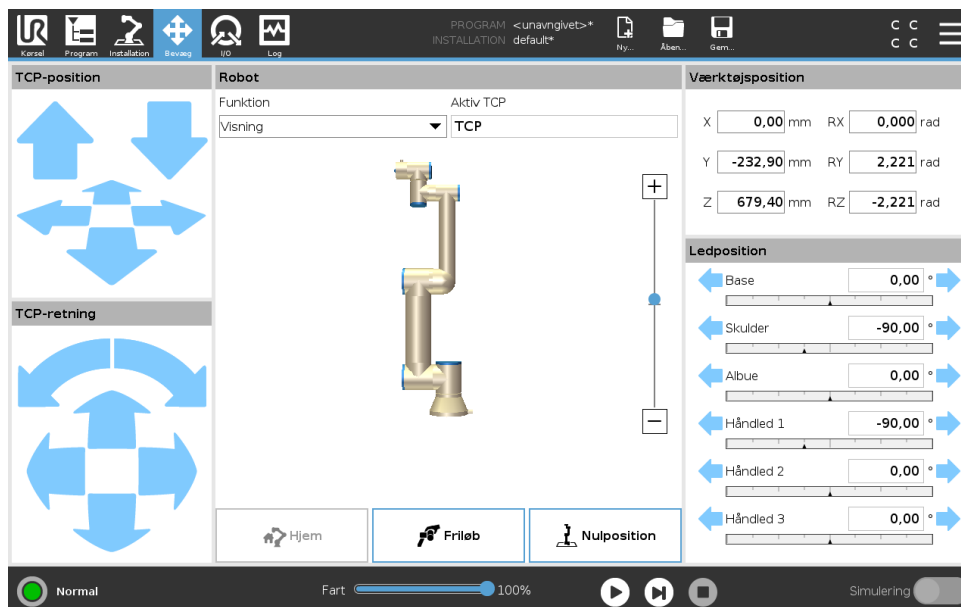 UR
Kørsel
Program
Installation
Bevæg
I/O
Log
PROGRAM <unavngivet>*
INSTALLATION default*
Ny...
Åben...
Gem...
C C
C C
TCP-position
Robot
Værktøjsposition
Funktion
Aktiv TCP
Visning
TCP
X 0,00 mm RX 0,000 rad
Y -232,90 mm RY 2,221 rad
Z 679,40 mm RZ -2,221 rad
Ledposition
Base 0,00 °
TCP-retning
Skulder -90,00 °
Albue 0,00 °
Håndled 1 -90,00 °
Håndled 2 0,00 °
Håndled 3 0,00 °
Hjem
Friløb
Nulposition
Normal
Fart 100%
Simulering